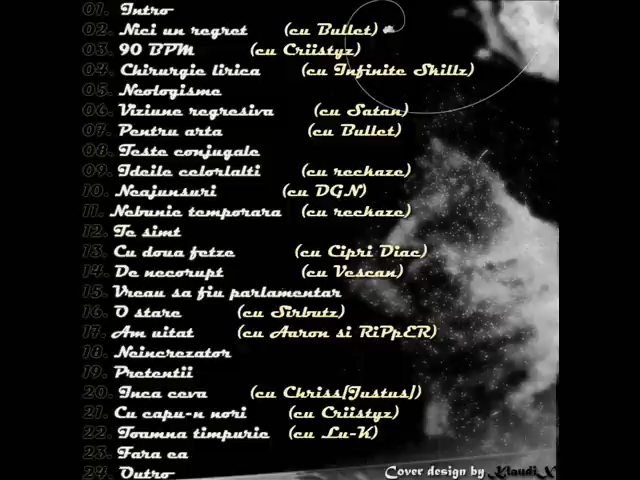 01. Intro
02. Nici un regret (cu Bullet)
03. 90 BPM (cu Criistyz)
04. Chirurgie lirica (cu Infinite Skillz)
05. Neologisme
06. Viziune regresiva (cu Satan)
07. Pentru arta (cu Bullet)
08. Teste conjugale
09. Ideile celorlalti (cu reckaze)
10. Neajunsuri (cu DGN)
11. Nebunie temporara (cu reckaze)
12. Te simt
13. Cu doua fetze (cu Cipri Diac)
14. De necorupt (cu Vescan)
15. Vreau sa fiu parlamentar
16. O stare (cu Sirbutz)
17. Am uitat (cu Aaron si RiPpER)
18. Neincrezator
19. Pretentii
20. Inca ceva (cu Chriss[Justus])
21. Cu capu-n nori (cu Criistyz)
22. Toamna timpurie (cu Lu-K)
23. Fara ea
24. Outro
Cover design by KlaudiX